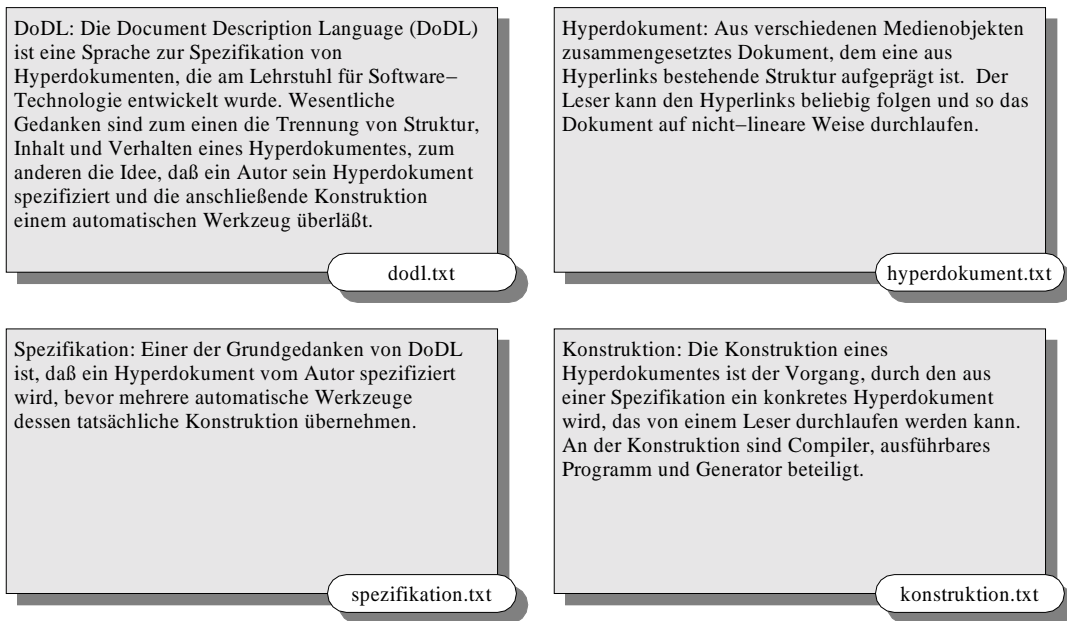 DoDL: Die Document Description Language (DoDL)
ist eine Sprache zur Spezifikation von
Hyperdokumenten, die am Lehrstuhl für Software–
Technologie entwickelt wurde. Wesentliche
Gedanken sind zum einen die Trennung von Struktur,
Inhalt und Verhalten eines Hyperdokumentes, zum
anderen die Idee, daß ein Autor sein Hyperdokument
spezifiziert und die anschließende Konstruktion
einem automatischen Werkzeug überläßt.
dodl.txt
Hyperdokument: Aus verschiedenen Medienobjekten
zusammengesetztes Dokument, dem eine aus
Hyperlinks bestehende Struktur aufgeprägt ist.  Der
Leser kann den Hyperlinks beliebig folgen und so das
Dokument auf nicht–lineare Weise durchlaufen.
hyperdokument.txt
Spezifikation: Einer der Grundgedanken von DoDL
ist, daß ein Hyperdokument vom Autor spezifiziert
wird, bevor mehrere automatische Werkzeuge
dessen tatsächliche Konstruktion übernehmen.
spezifikation.txt
Konstruktion: Die Konstruktion eines
Hyperdokumentes ist der Vorgang, durch den aus
einer Spezifikation ein konkretes Hyperdokument
wird, das von einem Leser durchlaufen werden kann.
An der Konstruktion sind Compiler, ausführbares
Programm und Generator beteiligt.
konstruktion.txt